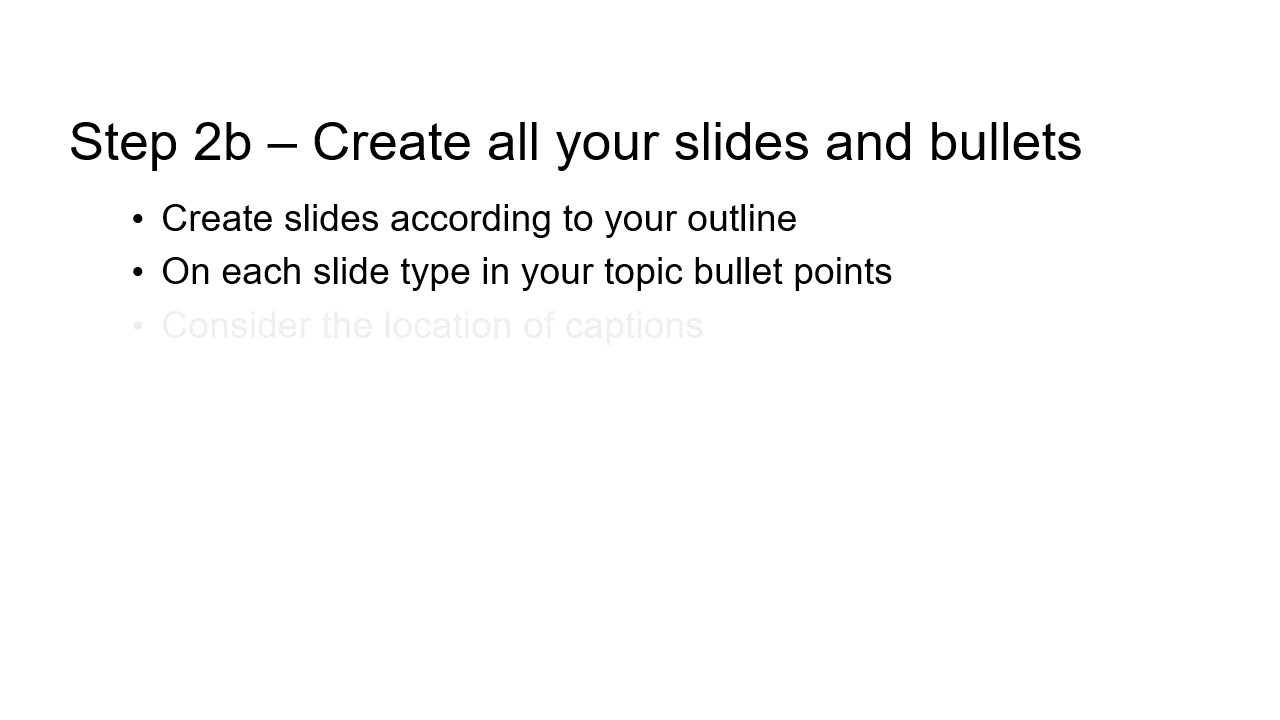 Step 2b – Create all your slides and bullets
• Create slides according to your outline
• On each slide type in your topic bullet points
• Consider the location of captions